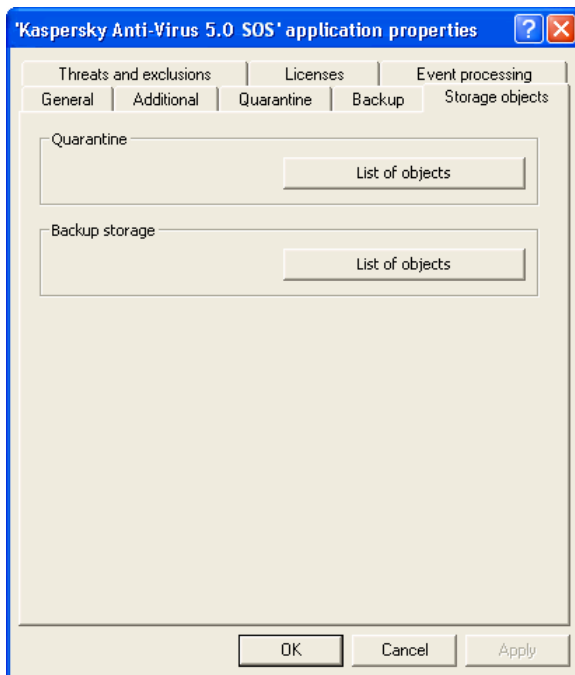 'Kaspersky Anti-Virus 5.0 SOS' application properties
Threats and exclusions Licenses Event processing
General Additional Quarantine Backup Storage objects
Quarantine
List of objects
Backup storage
List of objects
OK Cancel Apply